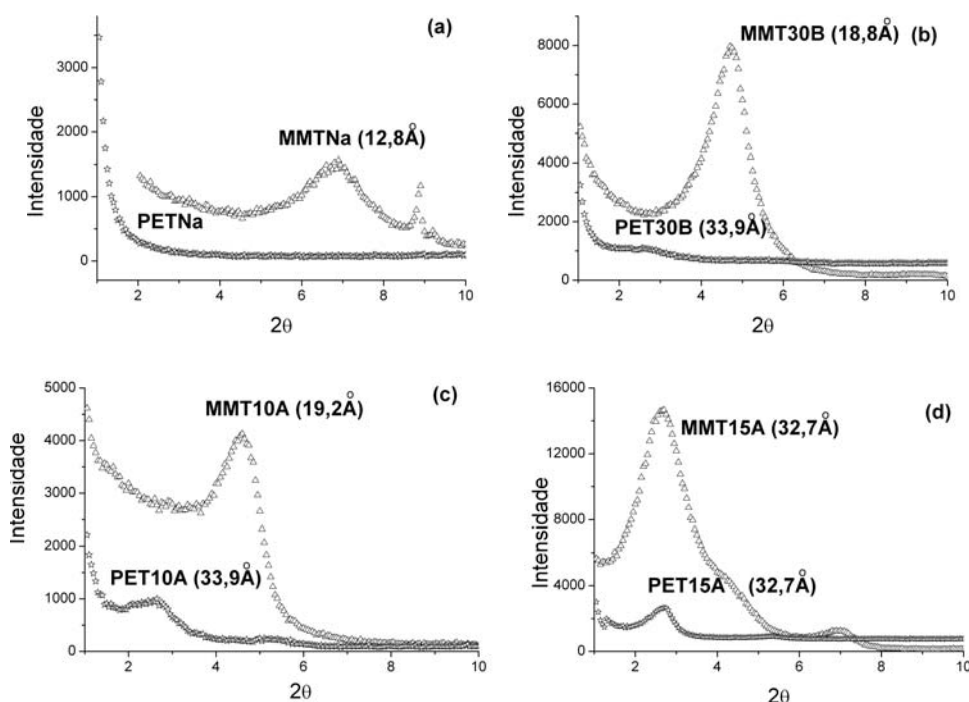 (a)
3000
2000
1000
0
Intensidade
MMTNa (12,8Å)
PETNa
2 4 6 8 10
2θ
(b)
8000
6000
4000
2000
0
Intensidade
MMT30B (18,8Å)
PET30B (33,9Å)
2 4 6 8 10
2θ
(c)
5000
4000
3000
2000
1000
0
Intensidade
MMT10A (19,2Å)
PET10A (33,9Å)
2 4 6 8 10
2θ
(d)
16000
12000
8000
4000
0
Intensidade
MMT15A (32,7Å)
PET15A (32,7Å)
2 4 6 8 10
2θ